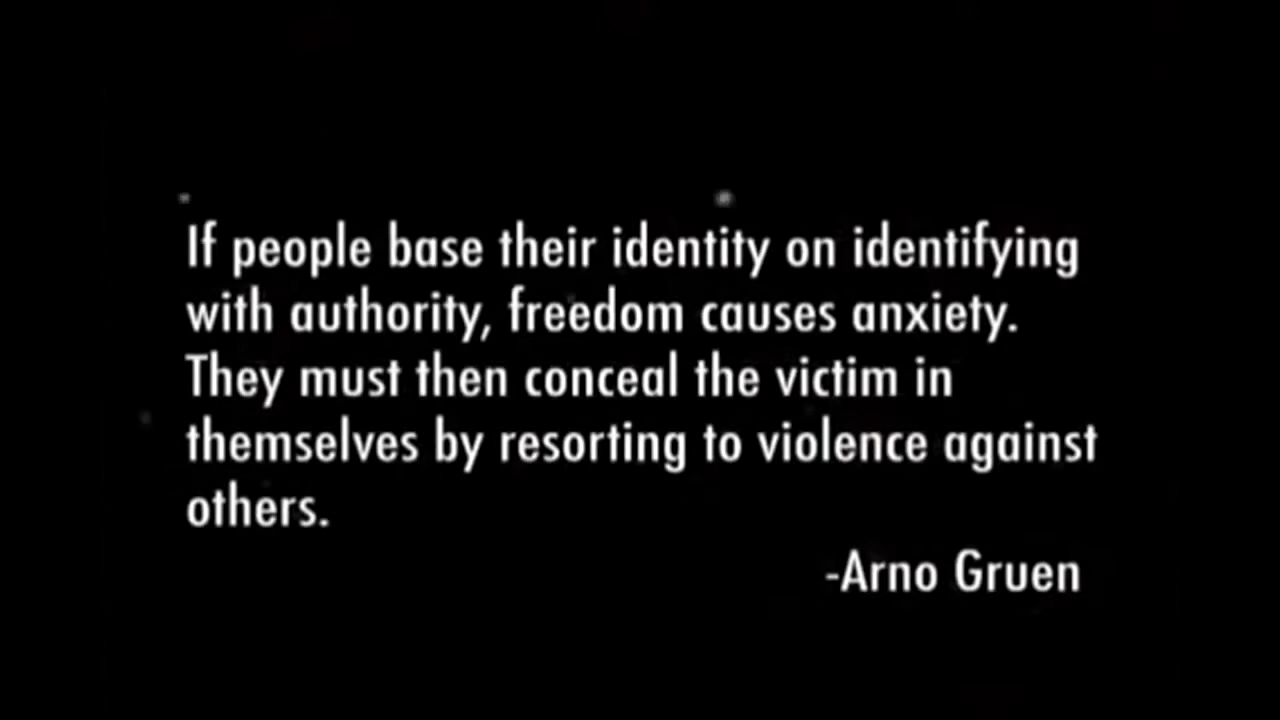 If people base their identity on identifying
with authority, freedom causes anxiety.
They must then conceal the victim in
themselves by resorting to violence against
others.
-Arno Gruen